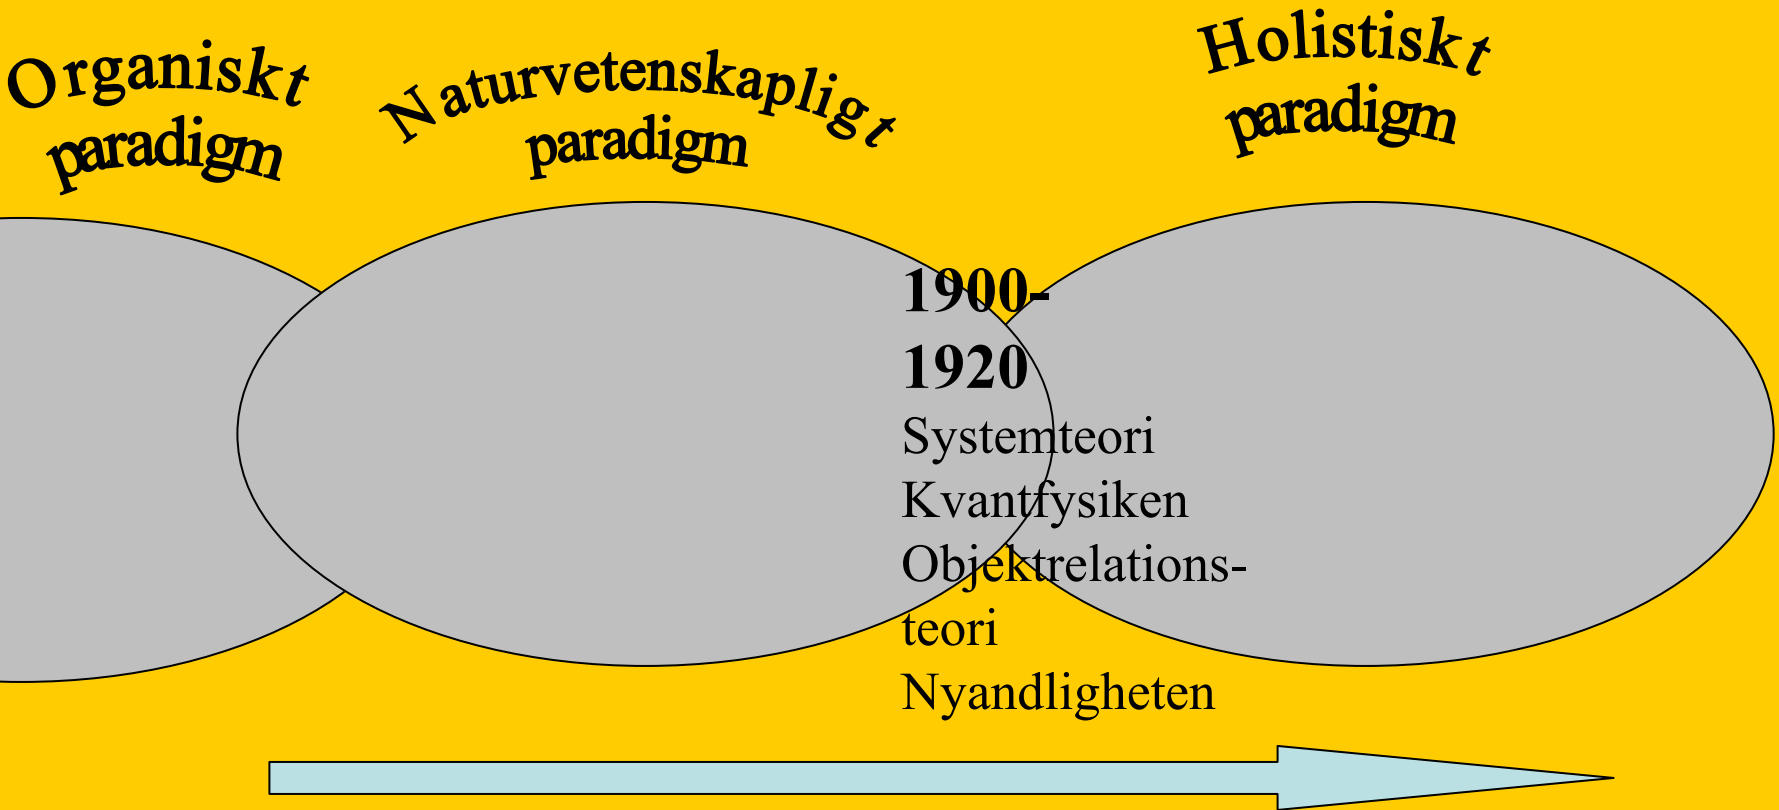 Organiskt
paradigm
Naturvetenskapligt
paradigm
Holistiskt
paradigm
1900-
1920
Systemteori
Kvantfysiken
Objektrelations-
teori
Nyandligheten